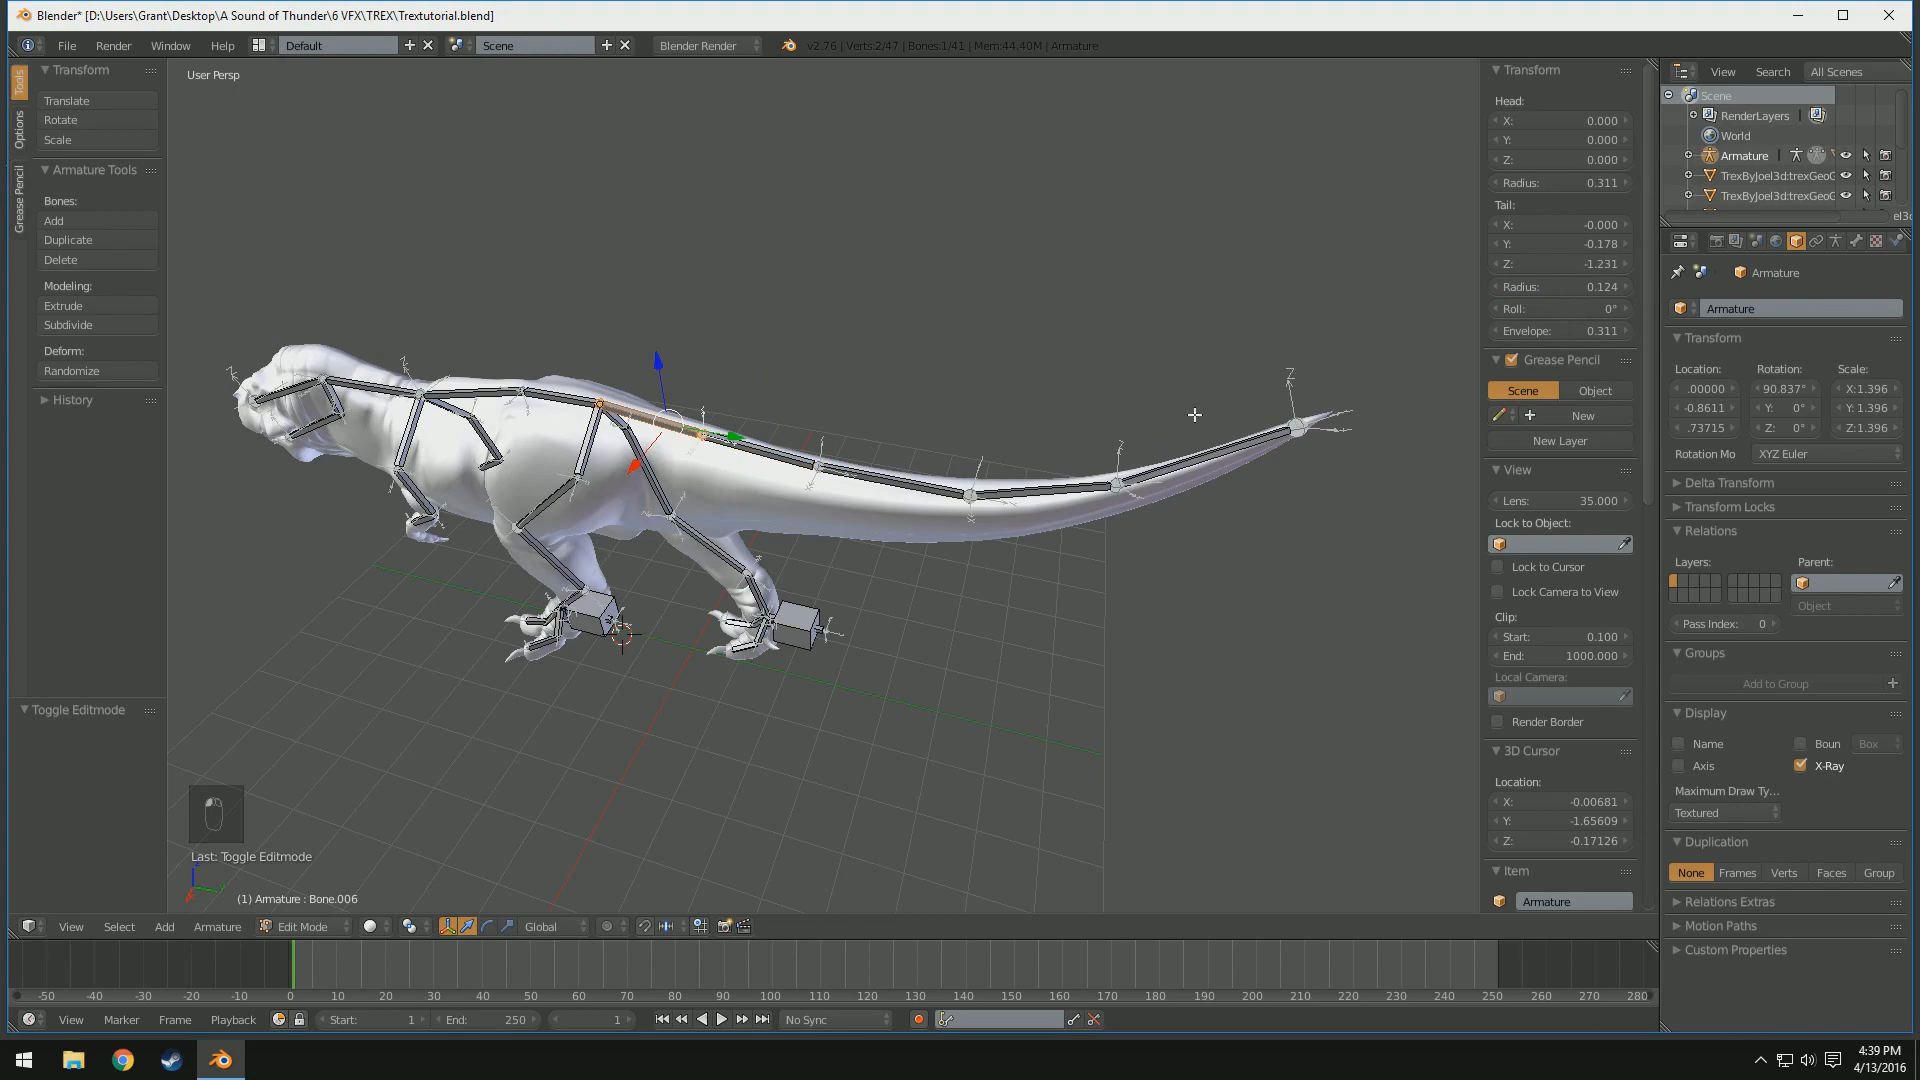 Blender* [D:\Users\Grant\Desktop\A Sound of Thunder\6 VFX\TREX\Trextutorial.blend]
File Render Window Help Default Scene Blender Render v2.76 | Verts:2/47 | Bones:1/41 | Mem:44.40M | Armature
Tools
Options
Grease Pencil
Transform
Translate
Rotate
Scale
Armature Tools
Bones:
Add
Duplicate
Delete
Modeling:
Extrude
Subdivide
Deform:
Randomize
History
Toggle Editmode
User Persp
Z
Z
Z
Last: Toggle Editmode
(1) Armature : Bone.006
Transform
Head:
X: 0.000
Y: 0.000
Z: 0.000
Radius: 0.311
Tail:
X: -0.000
Y: -0.178
Z: -1.231
Radius: 0.124
Roll: 0°
Envelope: 0.311
Grease Pencil
Scene Object
New
New Layer
View
Lens: 35.000
Lock to Object:
Lock to Cursor
Lock Camera to View
Clip:
Start: 0.100
End: 1000.000
Local Camera:
Render Border
3D Cursor
Location:
X: -0.00681
Y: -1.65609
Z: -0.17126
Item
Armature
View Search All Scenes
Scene
RenderLayers
World
Armature
TrexByJoel3d:trexGeoG
TrexByJoel3d:trexGeoG
el3d
Armature
Armature
Transform
Location: Rotation: Scale:
.00000 90.837° X:1.396
-0.8611 Y: 0° Y: 1.396
.73715 Z: 0° Z:1.396
Rotation Mo XYZ Euler
Delta Transform
Transform Locks
Relations
Layers: Parent:
Object
Pass Index: 0
Groups
Add to Group
Display
Name Boun Box
Axis X-Ray
Maximum Draw Ty...
Textured
Duplication
None Frames Verts Faces Group
Relations Extras
Motion Paths
Custom Properties
View Select Add Armature Edit Mode Global
-50 -40 -30 -20 -10 0 10 20 30 40 50 60 70 80 90 100 110 120 130 140 150 160 170 180 190 200 210 220 230 240 250 260 270 280
View Marker Frame Playback Start: 1 End: 250 1 No Sync
4:39 PM
4/13/2016